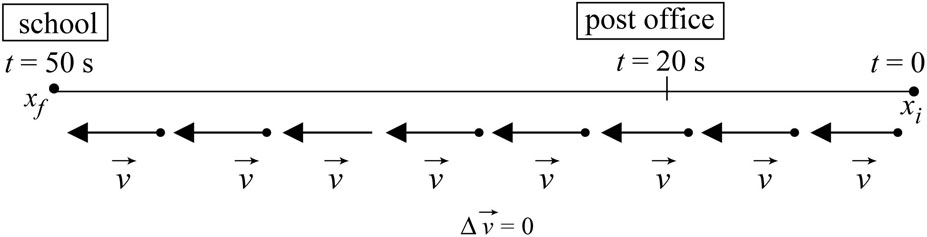 school
post office
t = 50 s
t = 20 s
t = 0
x_f
x_i
v⃗ v⃗ v⃗ v⃗ v⃗ v⃗ v⃗ v⃗
Δv⃗ = 0